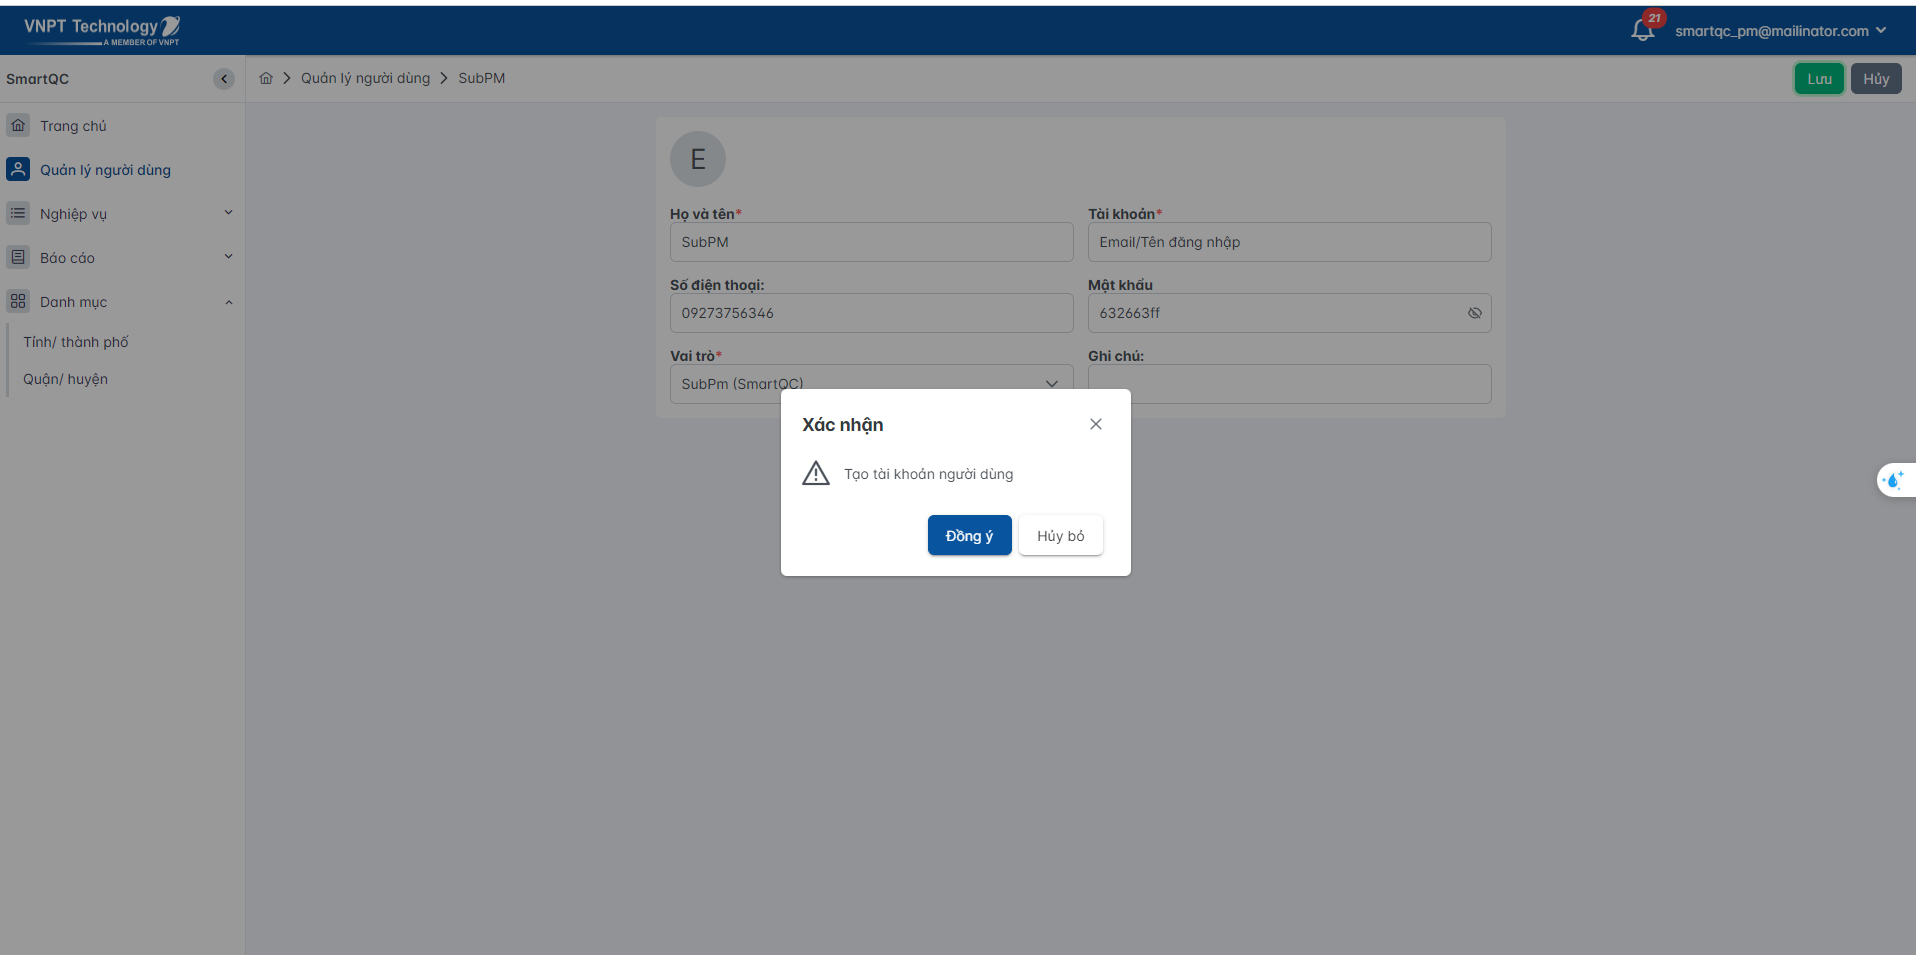 VNPT Technology
A MEMBER OF VNPT
21
smartqc_pm@mailinator.com
SmartQC
Quản lý người dùng
SubPM
Lưu
Hủy
Trang chủ
Quản lý người dùng
Nghiệp vụ
Báo cáo
Danh mục
Tỉnh/ thành phố
Quận/ huyện
E
Họ và tên*
Tài khoản*
SubPM
Email/Tên đăng nhập
Số điện thoại:
Mật khẩu
09273756346
632663ff
Vai trò*
Ghi chú:
SubPm (SmartQC)
Xác nhận
Tạo tài khoản người dùng
Đồng ý
Hủy bỏ